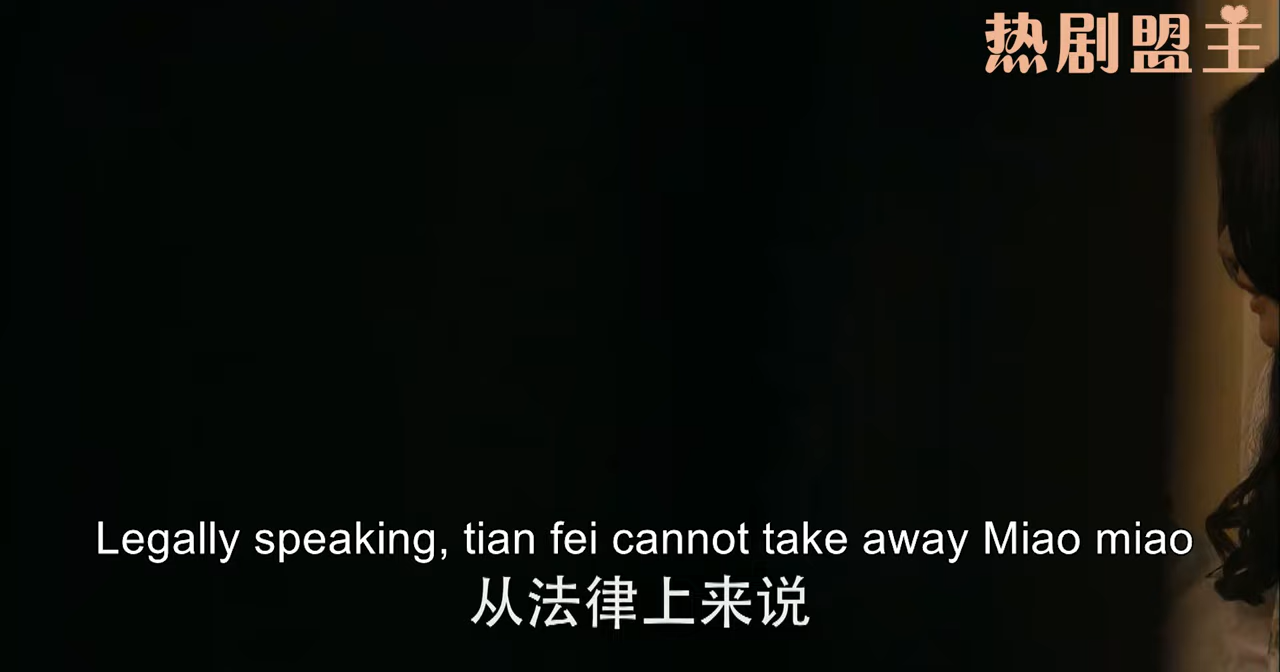 热剧盟主
Legally speaking, tian fei cannot take away Miao miao
从法律上来说